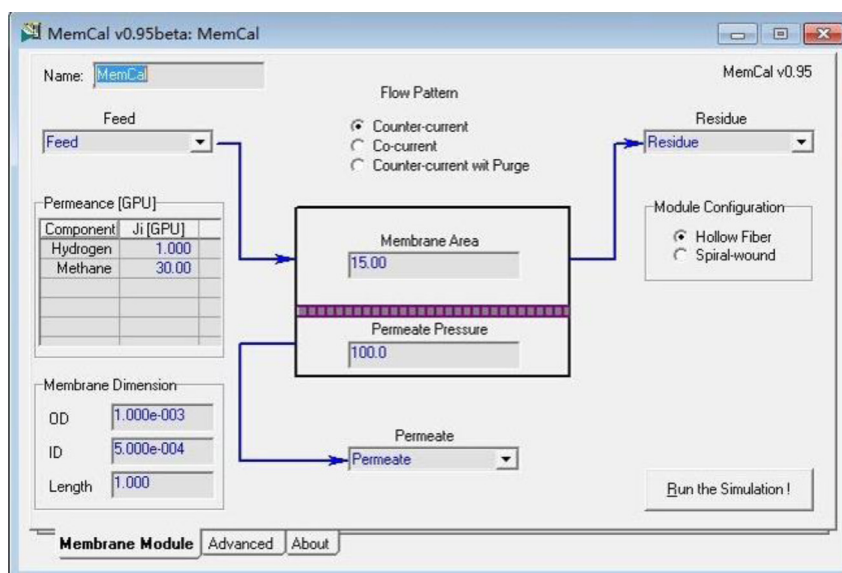 MemCal v0.95beta: MemCal
Name: MemCal
MemCal v0.95
Flow Pattern
Counter-current
Co-current
Counter-current wit Purge
Feed
Feed
Residue
Residue
Permeance [GPU]
Component Ji [GPU]
Hydrogen 1.000
Methane 30.00
Membrane Area
15.00
Permeate Pressure
100.0
Module Configuration
Hollow Fiber
Spiral-wound
Membrane Dimension
OD 1.000e-003
ID 5.000e-004
Length 1.000
Permeate
Permeate
Run the Simulation !
Membrane Module Advanced About